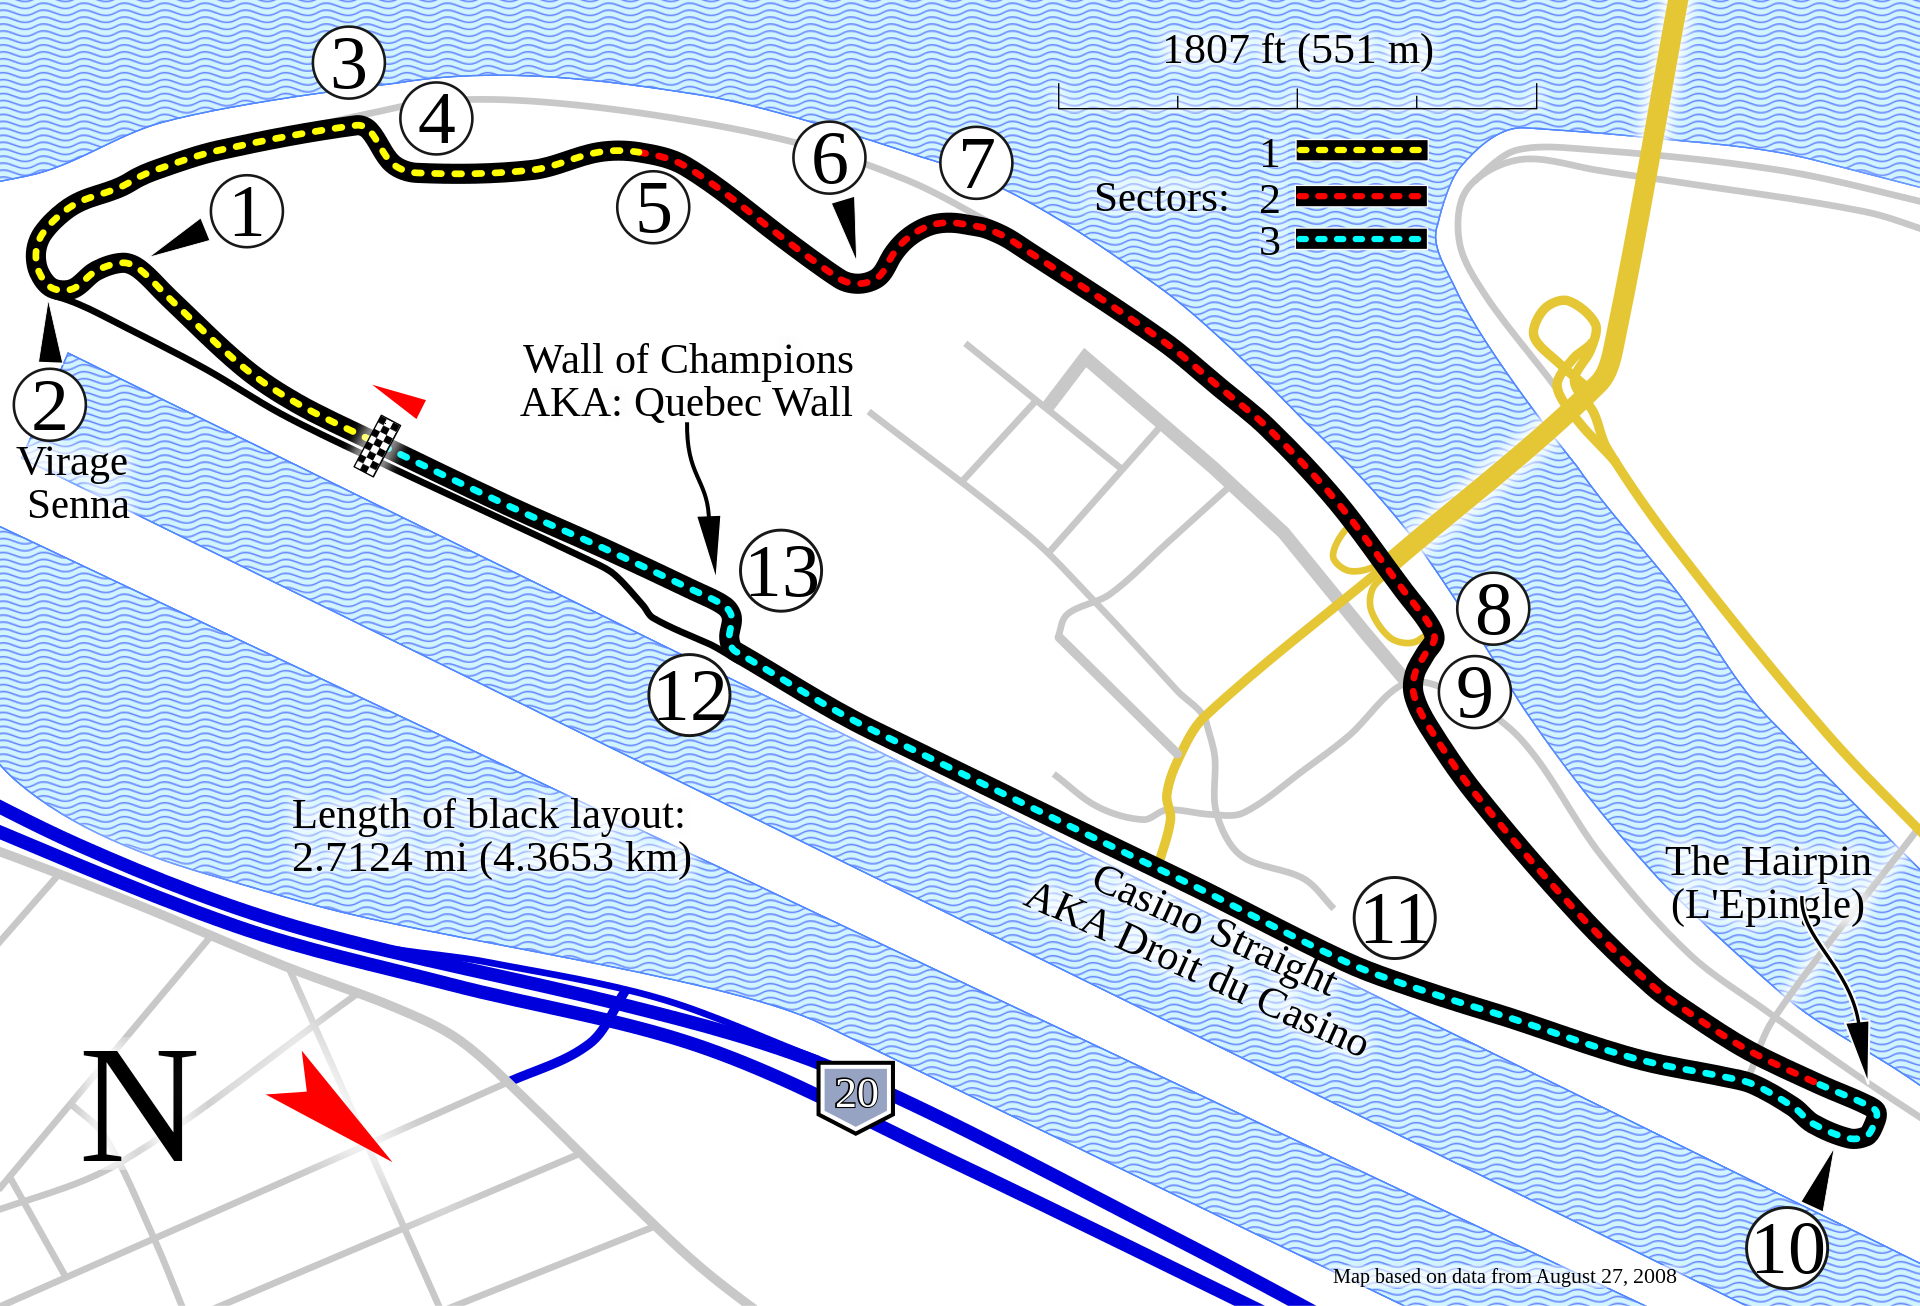 3
4
1807 ft (551 m)
1
6
7
5
Sectors:
1
2
3
2
Virage
Senna
Wall of Champions
AKA: Quebec Wall
13
12
8
9
Length of black layout:
2.7124 mi (4.3653 km)
The Hairpin
(L'Epingle)
11
Casino Straight
AKA Droit du Casino
N
20
10
Map based on data from August 27, 2008